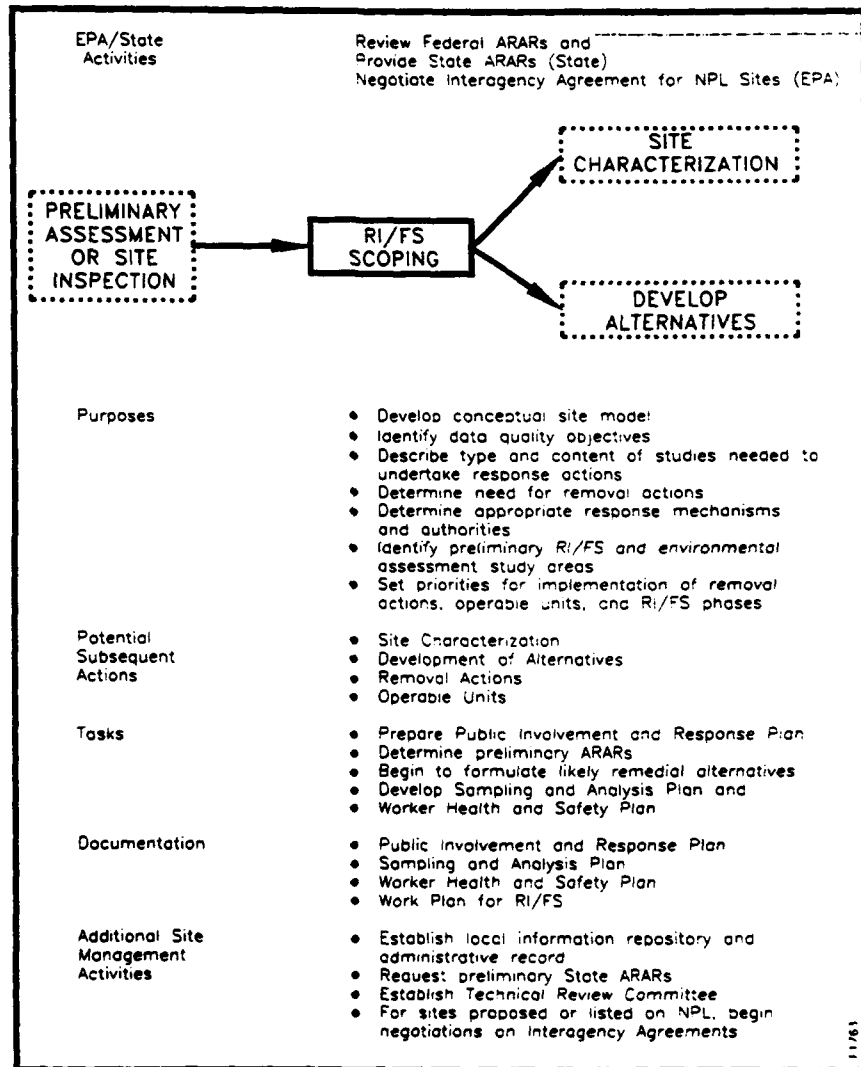 EPA/State
Activities
Review Federal ARARs and
Provide State ARARs (State)
Negotiate Interagency Agreement for NPL Sites (EPA)
SITE
CHARACTERIZATION
PRELIMINARY
ASSESSMENT
OR SITE
INSPECTION
RI/FS
SCOPING
DEVELOP
ALTERNATIVES
Purposes
• Develop conceptual site model
• Identify data quality objectives
• Describe type and content of studies needed to
undertake response actions
• Determine need for removal actions
• Determine appropriate response mechanisms
and authorities
• Identify preliminary RI/FS and environmental
assessment study areas
• Set priorities for implementation of removal
actions, operable units, and RI/FS phases
Potential
Subsequent
Actions
• Site Characterization
• Development of Alternatives
• Removal Actions
• Operable Units
Tasks
• Prepare Public Involvement and Response Plan
• Determine preliminary ARARs
• Begin to formulate likely remedial alternatives
• Develop Sampling and Analysis Plan and
• Worker Health and Safety Plan
Documentation
• Public Involvement and Response Plan
• Sampling and Analysis Plan
• Worker Health and Safety Plan
• Work Plan for RI/FS
Additional Site
Management
Activities
• Establish local information repository and
administrative record
• Request preliminary State ARARs
• Establish Technical Review Committee
• For sites proposed or listed on NPL, begin
negotiations on Interagency Agreements